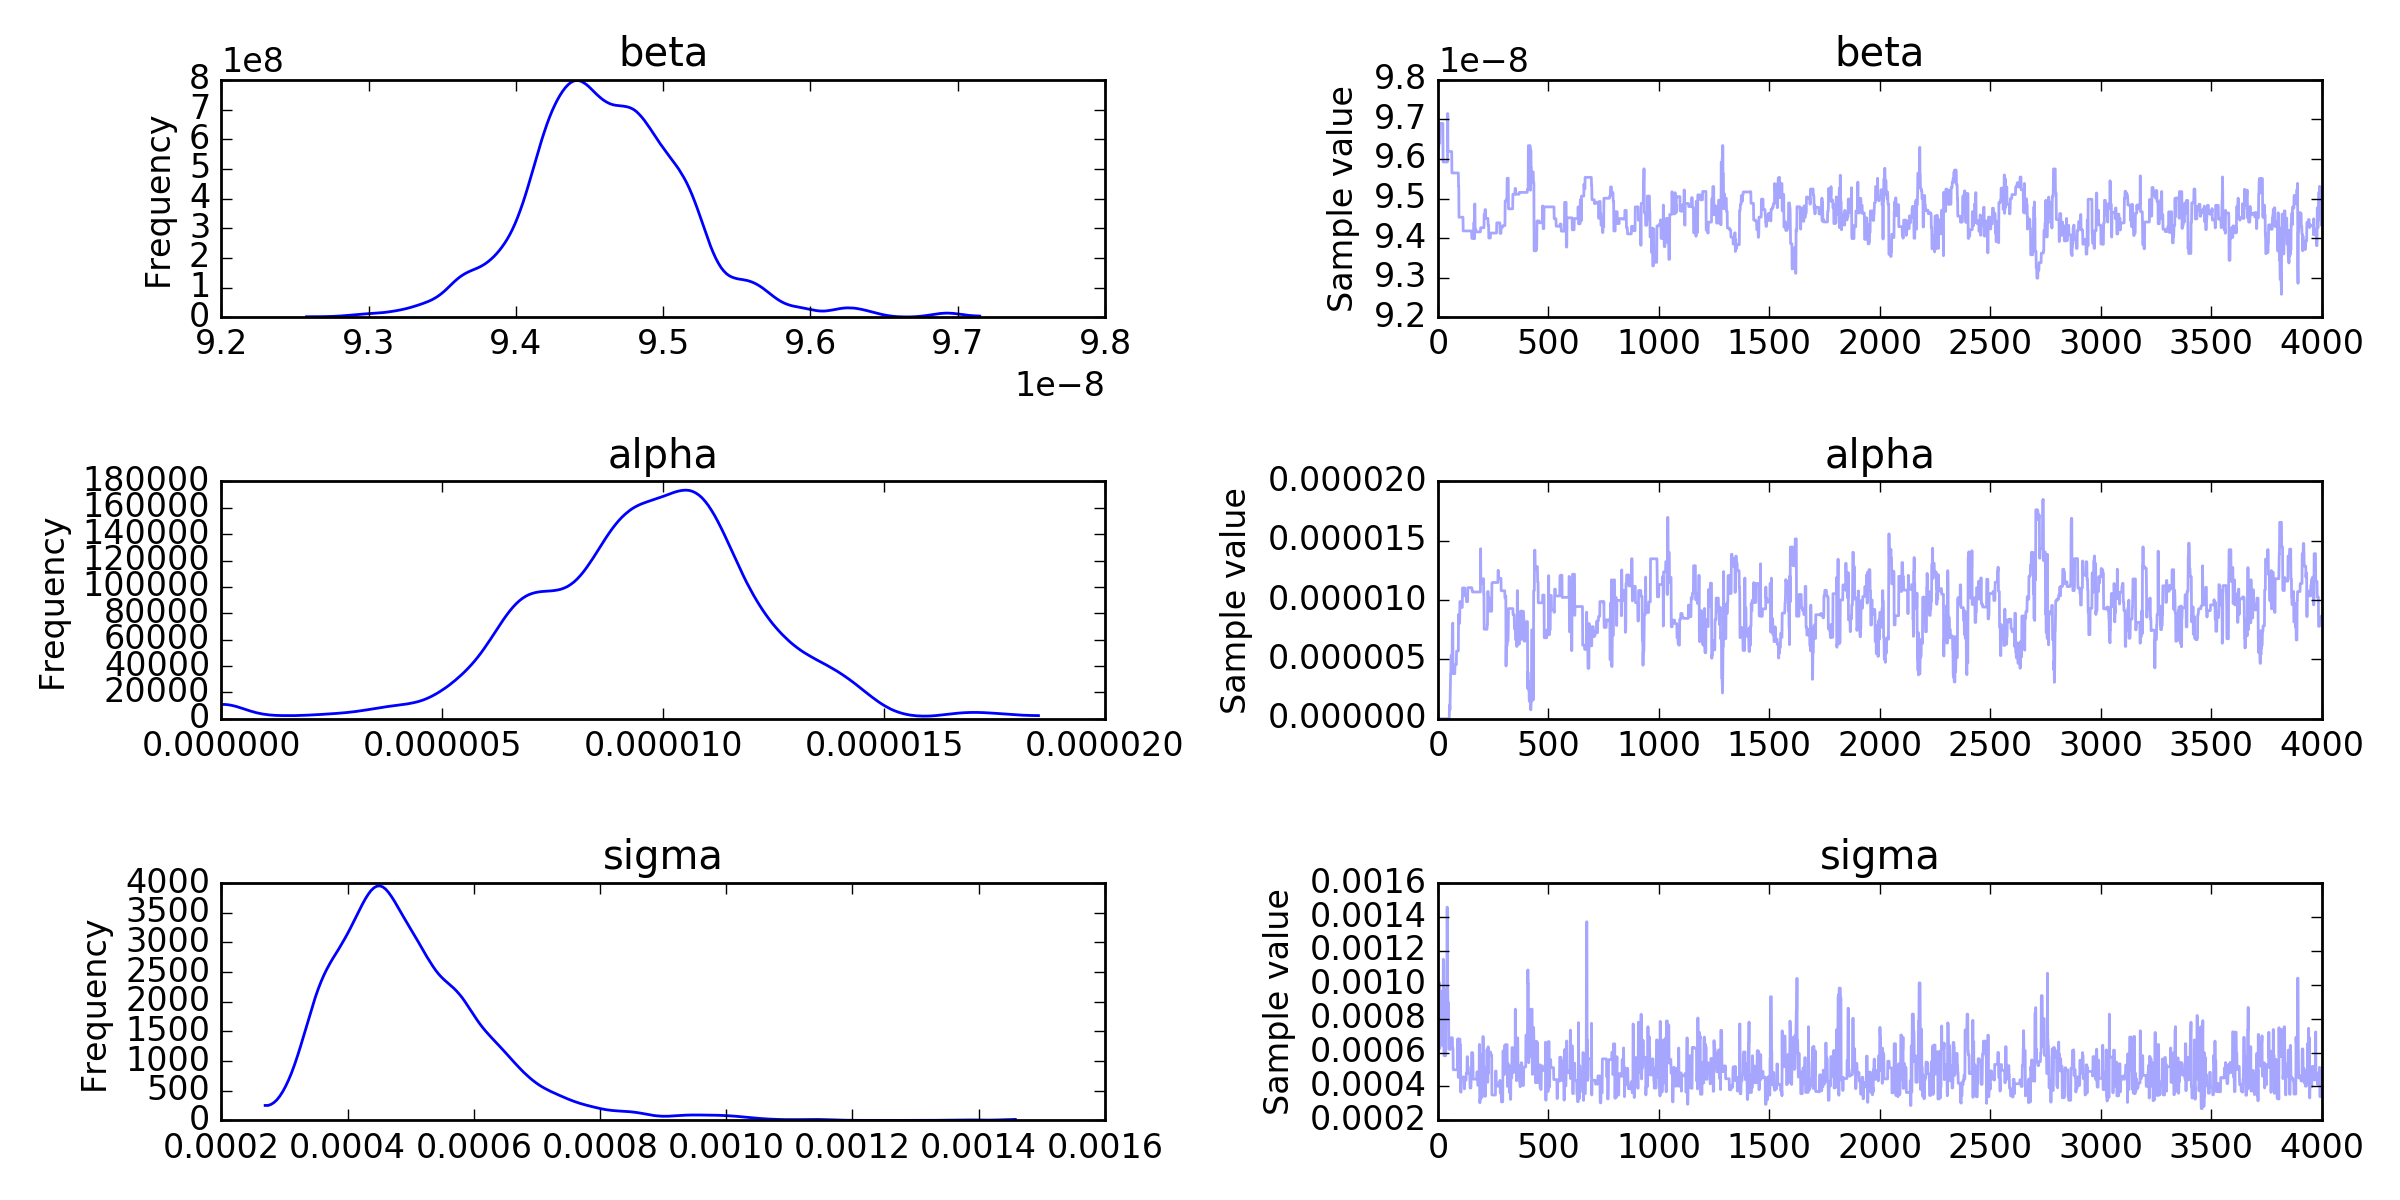 beta
1e8
8
7
6
5
4
3
2
1
0
Frequency
9.2 9.3 9.4 9.5 9.6 9.7 9.8
1e−8
beta
1e−8
9.8
9.7
9.6
9.5
9.4
9.3
9.2
Sample value
0 500 1000 1500 2000 2500 3000 3500 4000
alpha
180000
160000
140000
120000
100000
80000
60000
40000
20000
0
Frequency
0.000000 0.000005 0.000010 0.000015 0.000020
alpha
0.000020
0.000015
0.000010
0.000005
0.000000
Sample value
0 500 1000 1500 2000 2500 3000 3500 4000
sigma
4000
3500
3000
2500
2000
1500
1000
500
0
Frequency
0.0002 0.0004 0.0006 0.0008 0.0010 0.0012 0.0014 0.0016
sigma
0.0016
0.0014
0.0012
0.0010
0.0008
0.0006
0.0004
0.0002
Sample value
0 500 1000 1500 2000 2500 3000 3500 4000